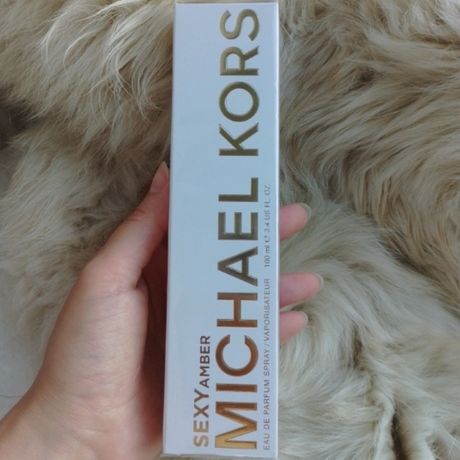 SEXY AMBER
MICHAEL KORS
EAU DE PARFUM SPRAY / VAPORISATEUR 100 ml ℮ 3.4 US FL. OZ.